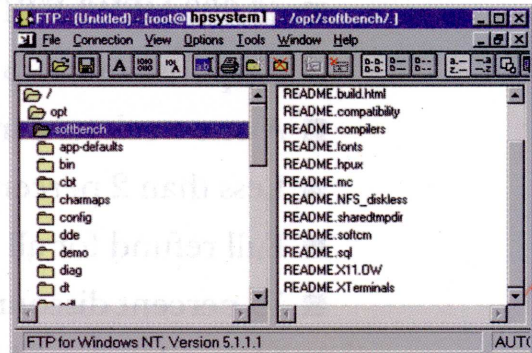 FTP - (Untitled) - [root@ hpsystem1 - /opt/softbench/.]
File Connection View Options Tools Window Help
/
opt
softbench
app-defaults
bin
cbt
charmaps
config
dde
demo
diag
dt
README.build.html
README.compatibility
README.compilers
README.fonts
README.hpux
README.mc
README.NFS_diskless
README.sharedtmpdir
README.softcm
README.sql
README.X11.OW
README.XTerminals
FTP for Windows NT, Version 5.1.1.1